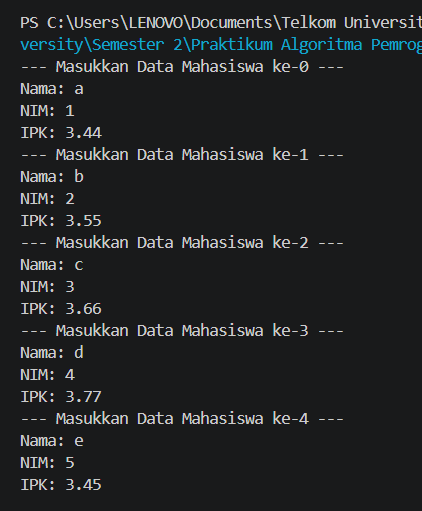 PS C:\Users\LENOVO\Documents\Telkom Universit
versity\Semester 2\Praktikum Algoritma Pemrog
--- Masukkan Data Mahasiswa ke-0 ---
Nama: a
NIM: 1
IPK: 3.44
--- Masukkan Data Mahasiswa ke-1 ---
Nama: b
NIM: 2
IPK: 3.55
--- Masukkan Data Mahasiswa ke-2 ---
Nama: c
NIM: 3
IPK: 3.66
--- Masukkan Data Mahasiswa ke-3 ---
Nama: d
NIM: 4
IPK: 3.77
--- Masukkan Data Mahasiswa ke-4 ---
Nama: e
NIM: 5
IPK: 3.45